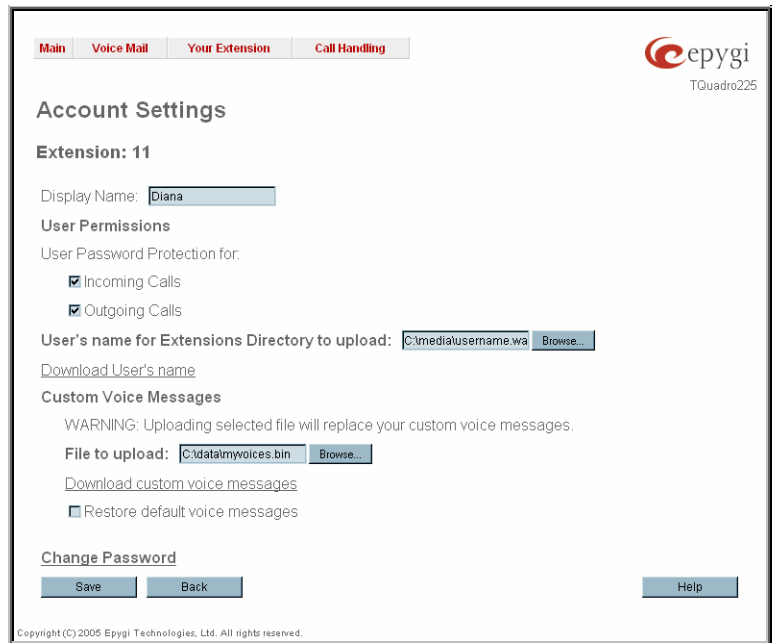 Main Voice Mail Your Extension Call Handling
epygi
TQuadro225
Account Settings
Extension: 11
Display Name: Diana
User Permissions
User Password Protection for:
Incoming Calls
Outgoing Calls
User's name for Extensions Directory to upload: C:\media\username.wa Browse...
Download User's name
Custom Voice Messages
WARNING: Uploading selected file will replace your custom voice messages.
File to upload: C:\data\myvoices.bin Browse...
Download custom voice messages
Restore default voice messages
Change Password
Save Back Help
Copyright (C) 2005 Epygi Technologies, Ltd. All rights reserved.